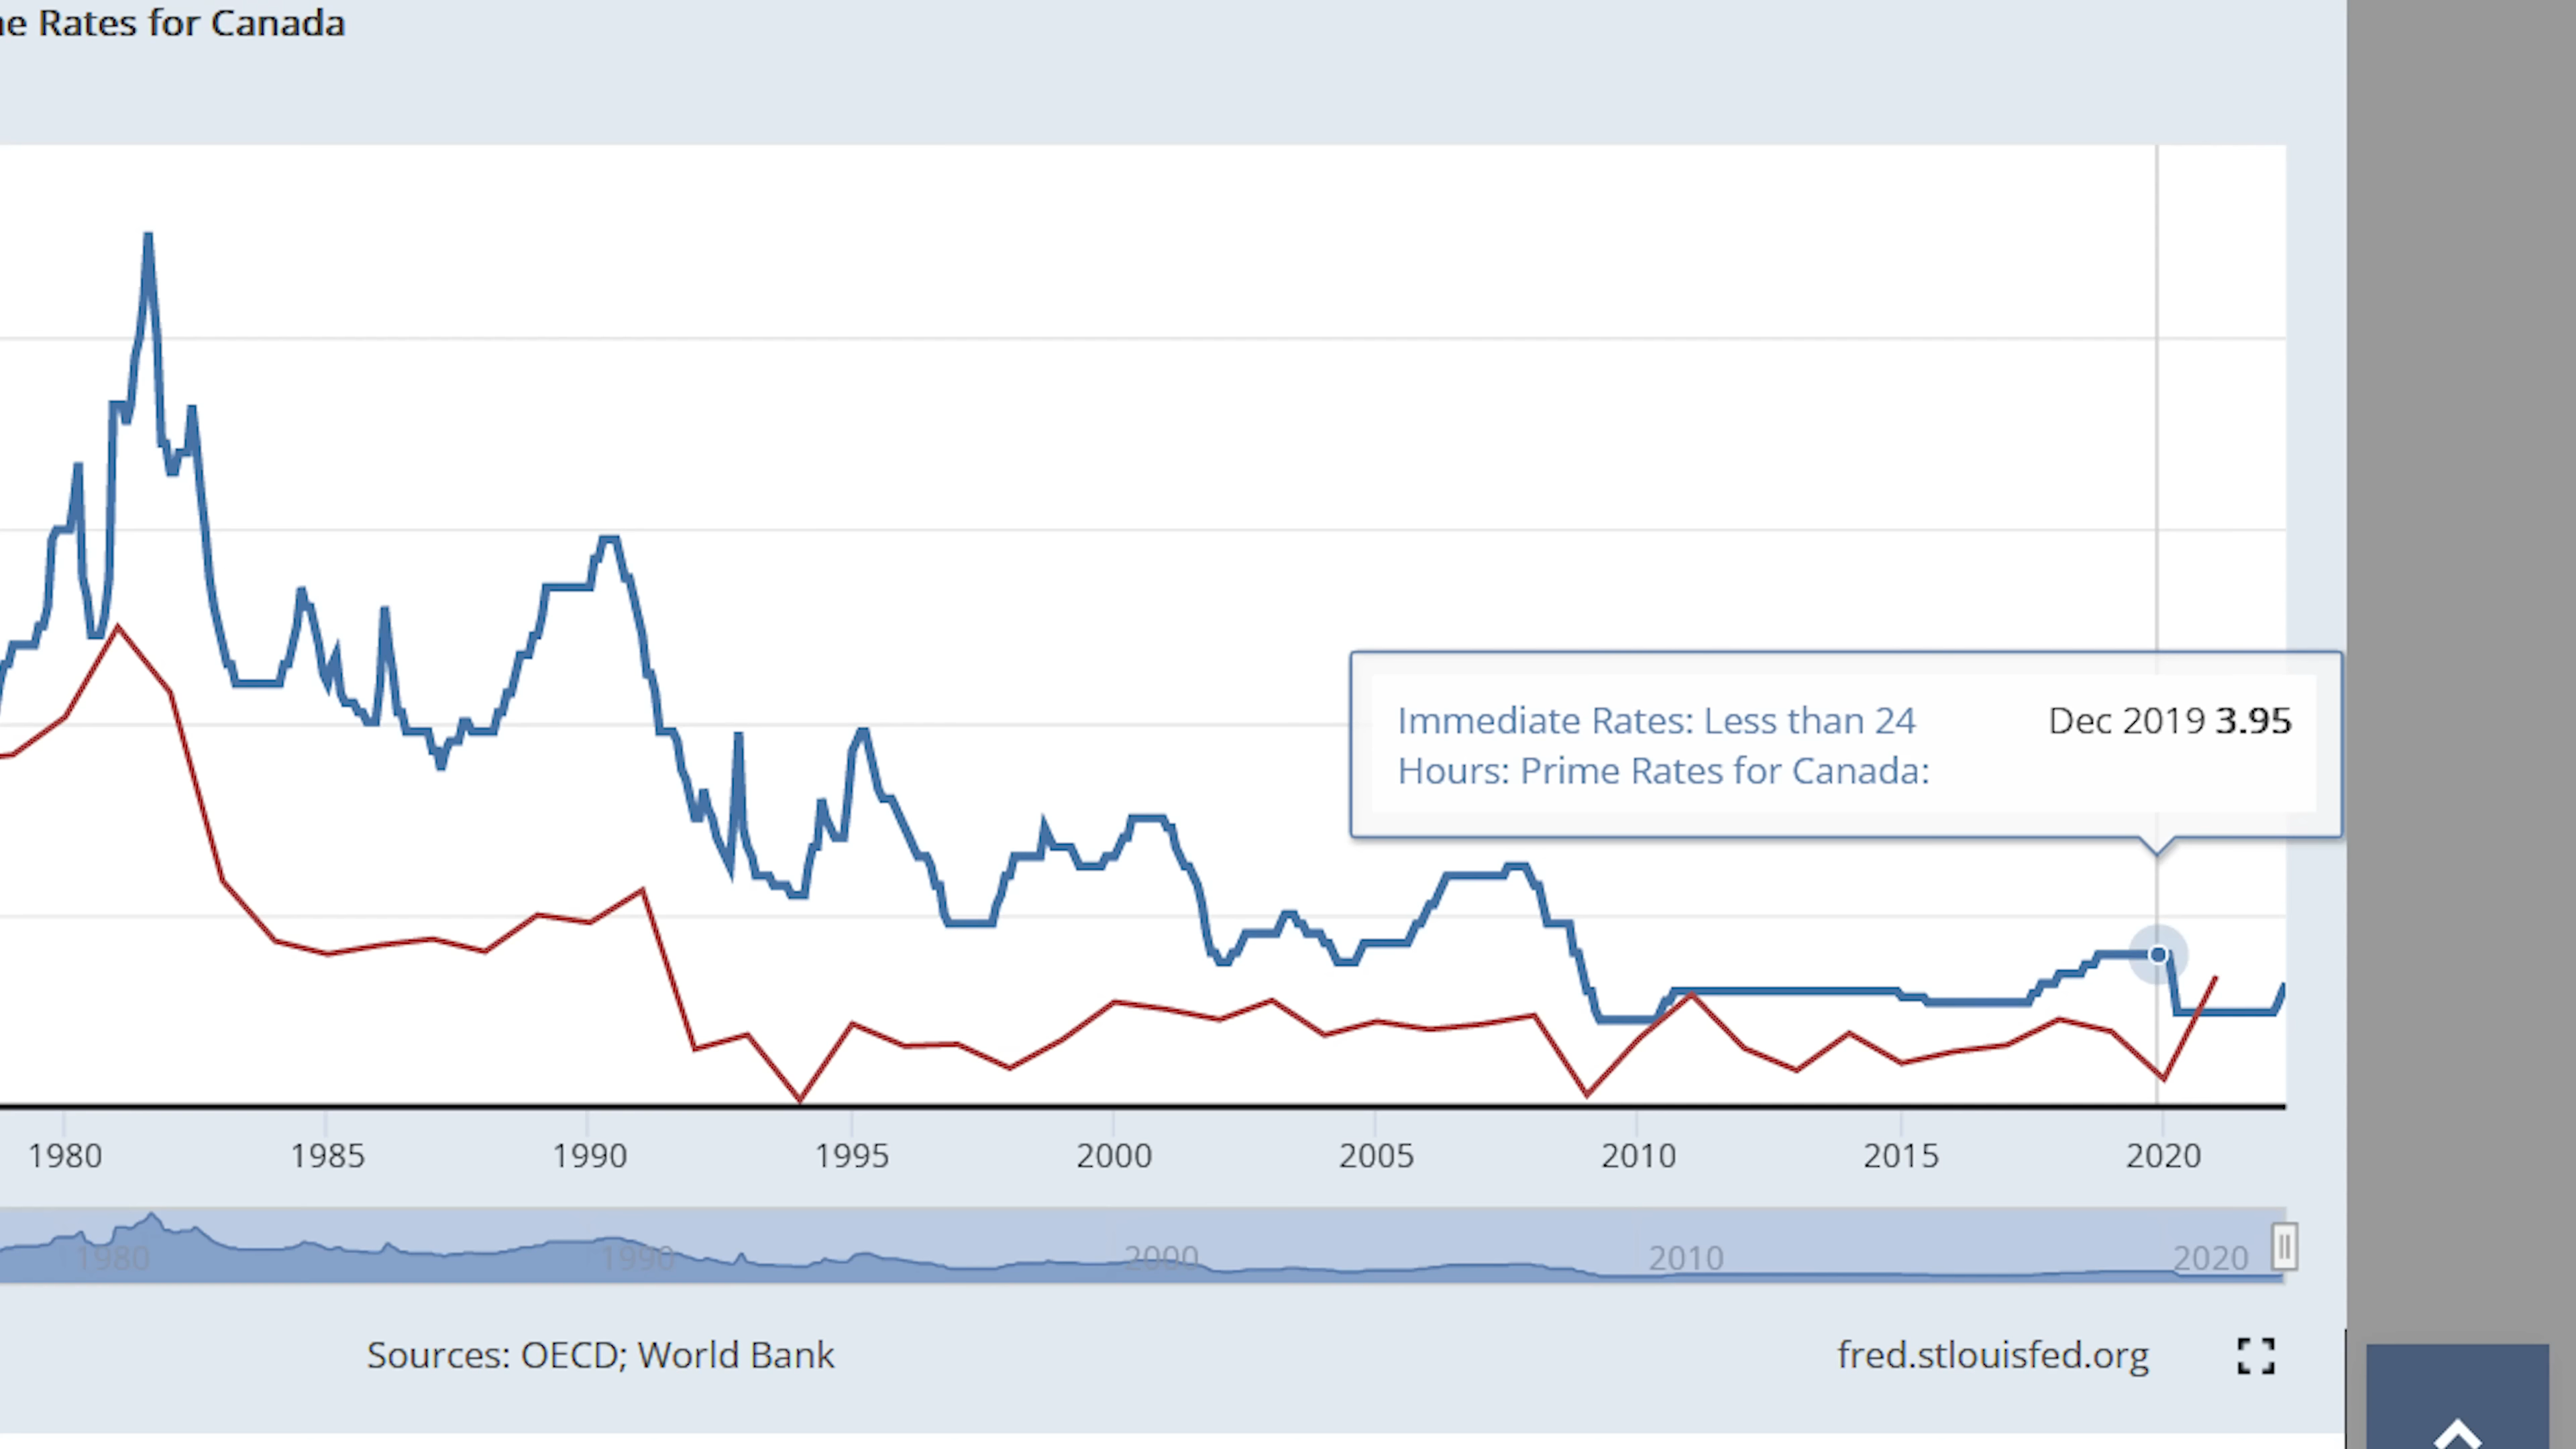 e Rates for Canada
Immediate Rates: Less than 24
Hours: Prime Rates for Canada:
Dec 2019 3.95
1980 1985 1990 1995 2000 2005 2010 2015 2020
1980 1990 2000 2010 2020
Sources: OECD; World Bank
fred.stlouisfed.org